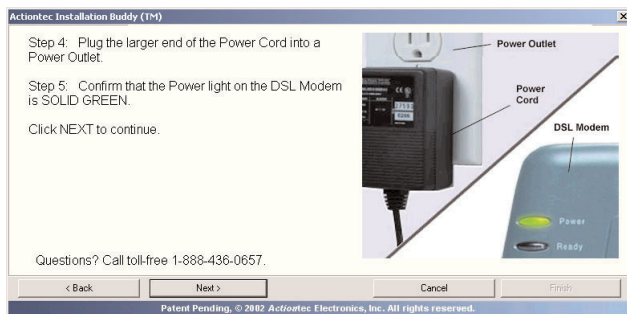 Actiontec Installation Buddy (TM)
Step 4: Plug the larger end of the Power Cord into a
Power Outlet.
Step 5: Confirm that the Power light on the DSL Modem
is SOLID GREEN.
Click NEXT to continue.
Questions? Call toll-free 1-888-436-0657.
Power Outlet
Power
Cord
DSL Modem
Power
Ready
< Back
Next >
Cancel
Finish
Patent Pending, © 2002 Actiontec Electronics, Inc. All rights reserved.